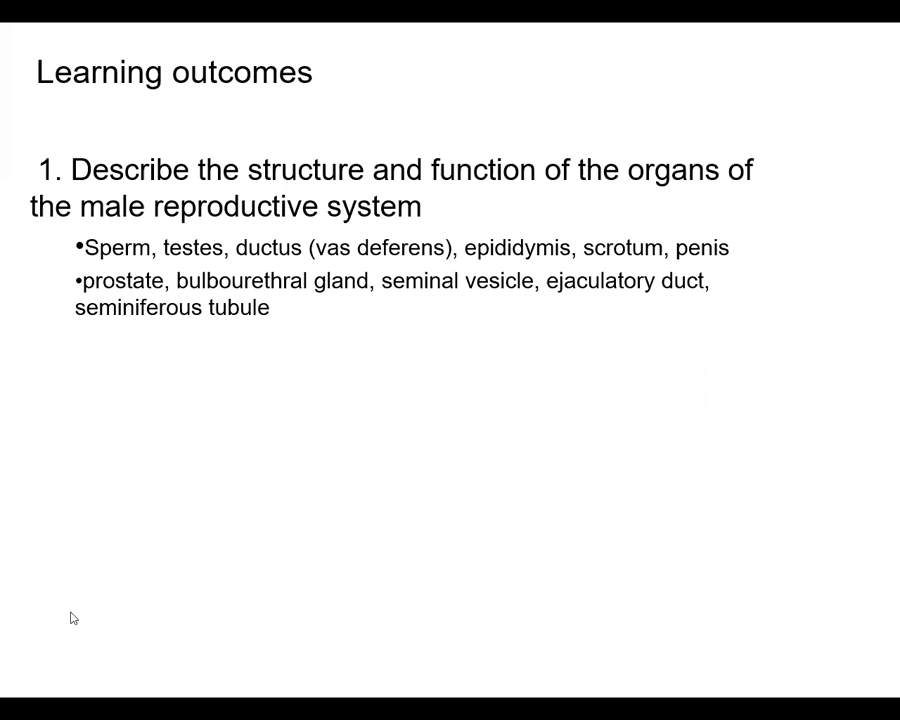 Learning outcomes
1. Describe the structure and function of the organs of
the male reproductive system
•Sperm, testes, ductus (vas deferens), epididymis, scrotum, penis
•prostate, bulbourethral gland, seminal vesicle, ejaculatory duct,
seminiferous tubule